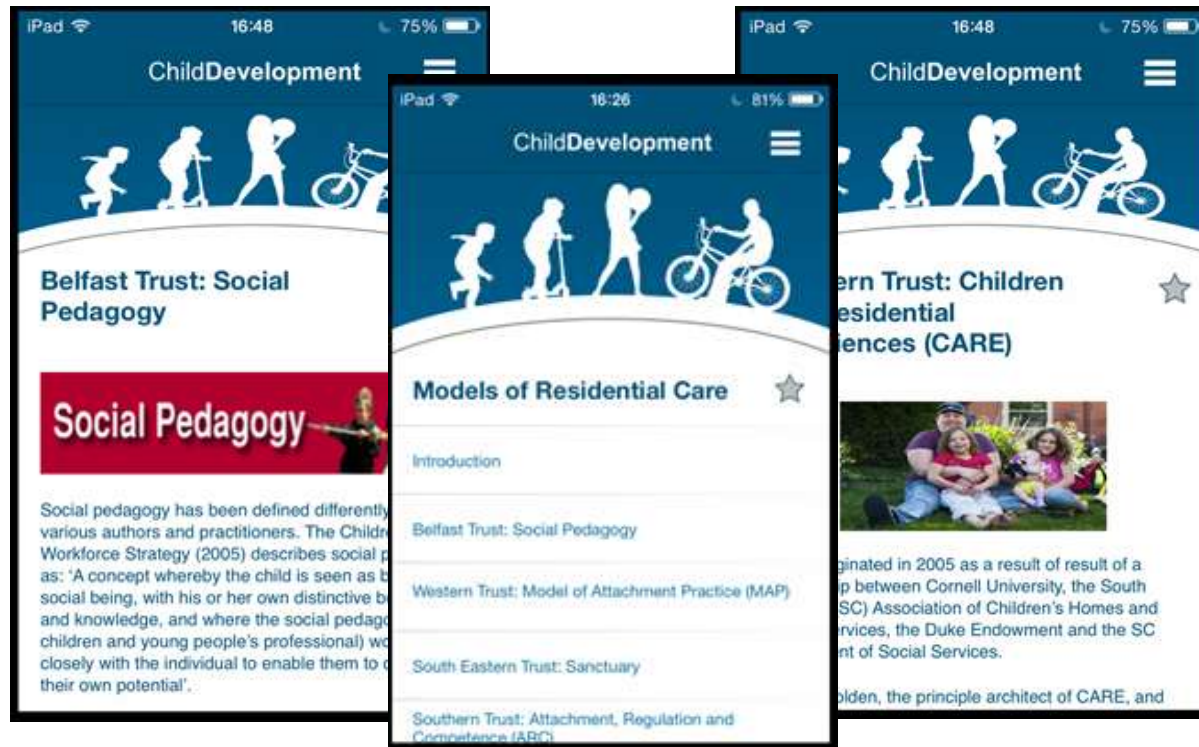 iPad 16:48 75%
ChildDevelopment
Belfast Trust: Social
Pedagogy
Social Pedagogy
Social pedagogy has been defined differently
various authors and practitioners. The Childr
Workforce Strategy (2005) describes social p
as: 'A concept whereby the child is seen as b
social being, with his or her own distinctive b
and knowledge, and where the social pedago
children and young people's professional) wo
closely with the individual to enable them to d
their own potential'.
iPad 16:26 81%
ChildDevelopment
Models of Residential Care
Introduction
Belfast Trust: Social Pedagogy
Western Trust: Model of Attachment Practice (MAP)
South Eastern Trust: Sanctuary
Southern Trust: Attachment, Regulation and
Competence (ARC)
iPad 16:48 75%
ChildDevelopment
ern Trust: Children
esidential
iences (CARE)
ginated in 2005 as a result of result of a
ip between Cornell University, the South
SC) Association of Children's Homes and
rvices, the Duke Endowment and the SC
nt of Social Services.
olden, the principle architect of CARE, and